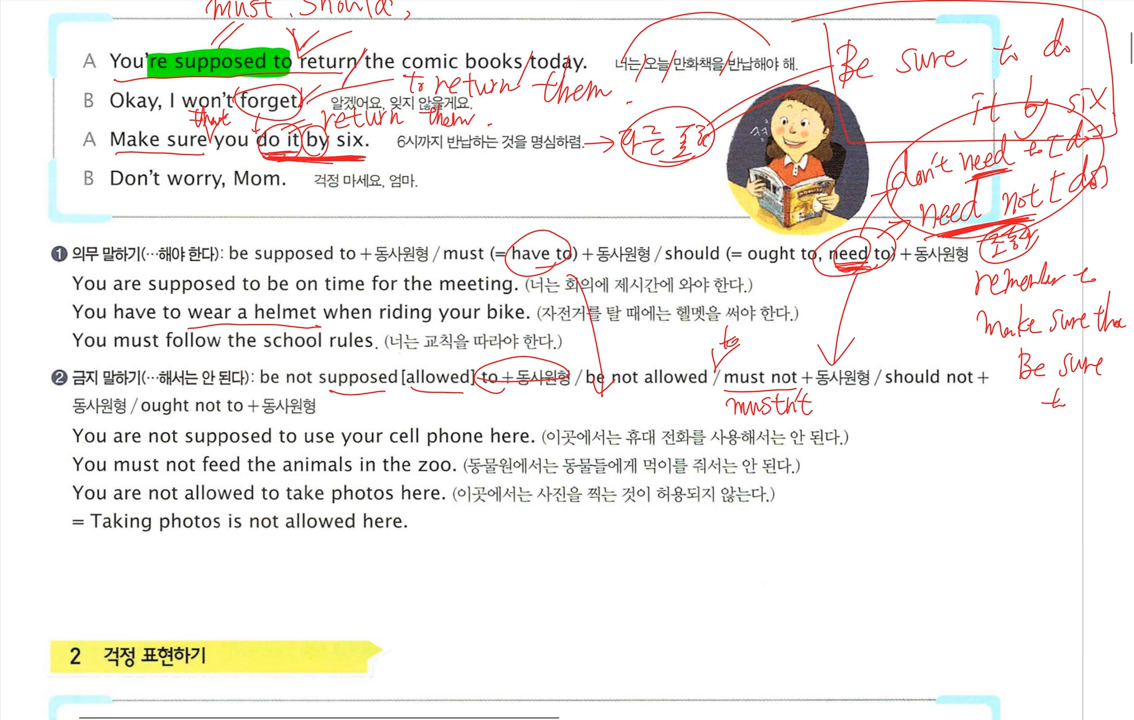 must. should,
A You're supposed to return the comic books today. 너는 오늘 만화책을 반납해야 해.
Be sure to do
it by six
B Okay, I won't forget. 알겠어요, 잊지 않을게요.
to return them.
that
return them.
A Make sure you do it by six. 6시까지 반납하는 것을 명심하렴.
다른 표현
don't need to [do]
need not [do]
B Don't worry, Mom. 걱정 마세요, 엄마.
조동사
❶ 의무 말하기(…해야 한다): be supposed to+동사원형/must (= have to)+동사원형/should (= ought to, need to)+동사원형
You are supposed to be on time for the meeting. (너는 회의에 제시간에 와야 한다.)
You have to wear a helmet when riding your bike. (자전거를 탈 때에는 헬멧을 써야 한다.)
You must follow the school rules. (너는 교칙을 따라야 한다.)
remember to
make sure tha
Be sure
to
to
❷ 금지 말하기(…해서는 안 된다): be not supposed[allowed] to+동사원형/be not allowed/must not+동사원형/should not+
동사원형/ought not to+동사원형
mustn't
You are not supposed to use your cell phone here. (이곳에서는 휴대 전화를 사용해서는 안 된다.)
You must not feed the animals in the zoo. (동물원에서는 동물들에게 먹이를 줘서는 안 된다.)
You are not allowed to take photos here. (이곳에서는 사진을 찍는 것이 허용되지 않는다.)
= Taking photos is not allowed here.
2 걱정 표현하기